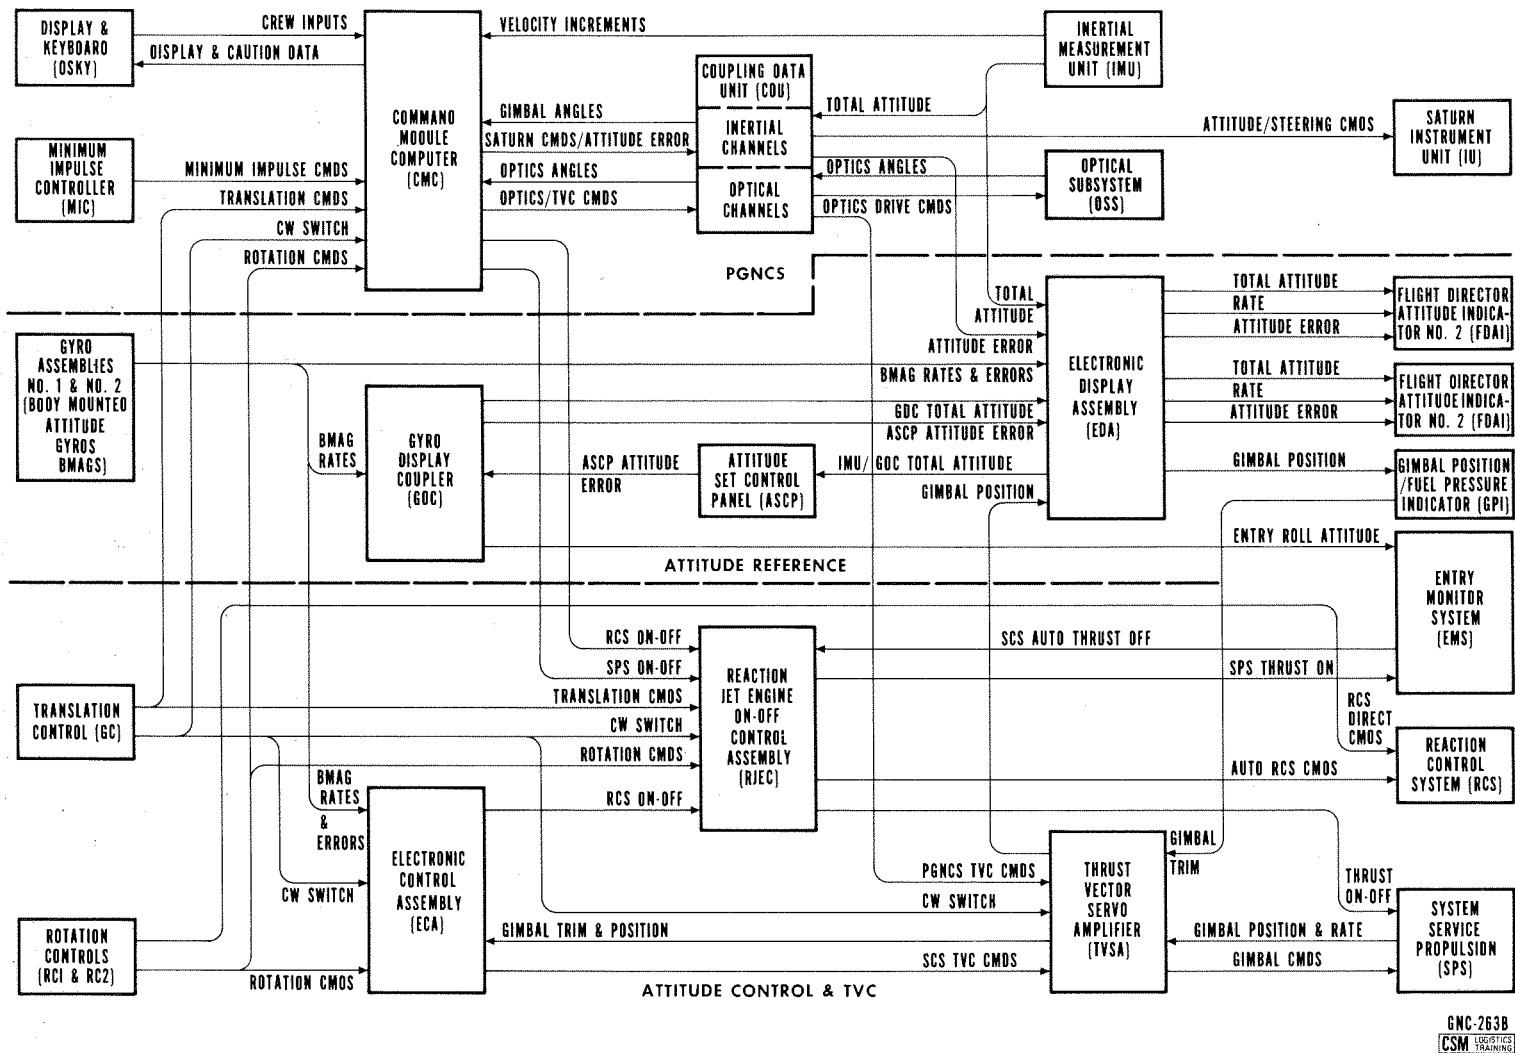 DISPLAY &
KEYBOARD
(OSKY)
CREW INPUTS
DISPLAY & CAUTION DATA
MINIMUM
IMPULSE
CONTROLLER
(MIC)
MINIMUM IMPULSE CMDS
TRANSLATION CMDS
CW SWITCH
ROTATION CMDS
COMMAND
MODULE
COMPUTER
(CMC)
VELOCITY INCREMENTS
GIMBAL ANGLES
SATURN CMDS/ATTITUDE ERROR
OPTICS ANGLES
OPTICS/TVC CMDS
COUPLING DATA
UNIT (CDU)
INERTIAL
CHANNELS
OPTICAL
CHANNELS
TOTAL ATTITUDE
OPTICS ANGLES
OPTICS DRIVE CMDS
INERTIAL
MEASUREMENT
UNIT (IMU)
OPTICAL
SUBSYSTEM
(OSS)
ATTITUDE/STEERING CMOS
SATURN
INSTRUMENT
UNIT (IU)
PGNCS
GYRO
ASSEMBLIES
NO. 1 & NO. 2
(BODY MOUNTED
ATTITUDE
GYROS
BMAGS)
BMAG
RATES
GYRO
DISPLAY
COUPLER
(GOC)
ASCP ATTITUDE
ERROR
ATTITUDE
SET CONTROL
PANEL (ASCP)
TOTAL
ATTITUDE
ATTITUDE ERROR
BMAG RATES & ERRORS
GDC TOTAL ATTITUDE
ASCP ATTITUDE ERROR
IMU/ GOC TOTAL ATTITUDE
GIMBAL POSITION
ELECTRONIC
DISPLAY
ASSEMBLY
(EDA)
TOTAL ATTITUDE
RATE
ATTITUDE ERROR
FLIGHT DIRECTOR
ATTITUDE INDICA-
TOR NO. 2 (FDAI)
TOTAL ATTITUDE
RATE
ATTITUDE ERROR
FLIGHT OIRECTOR
ATTITUDE INDICA-
TOR NO. 2 (FDAI)
GIMBAL POSITION
GIMBAL POSITION
/FUEL PRESSURE
INDICATOR (GPI)
ENTRY ROLL ATTITUDE
ATTITUDE REFERENCE
ENTRY
MONITOR
SYSTEM
(EMS)
TRANSLATION
CONTROL (GC)
RCS ON-OFF
SPS ON-OFF
TRANSLATION CMOS
CW SWITCH
ROTATION CMDS
RCS ON-OFF
REACTION
JET ENGINE
ON-OFF
CONTROL
ASSEMBLY
(RJEC)
SCS AUTO THRUST OFF
SPS THRUST ON
RCS
DIRECT
CMOS
AUTO RCS CMOS
REACTION
CONTROL
SYSTEM (RCS)
BMAG
RATES
&
ERRORS
CW SWITCH
ELECTRONIC
CONTROL
ASSEMBLY
(ECA)
ROTATION
CONTROLS
(RC1 & RC2)
ROTATION CMOS
GIMBAL TRIM & POSITION
PGNCS TVC CMDS
CW SWITCH
SCS TVC CMDS
THRUST
VECTOR
SERVO
AMPLIFIER
(TVSA)
GIMBAL
TRIM
THRUST
ON-OFF
GIMBAL POSITION & RATE
GIMBAL CMDS
SYSTEM
SERVICE
PROPULSION
(SPS)
ATTITUDE CONTROL & TVC
GNC-263B
CSM LOGISTICS
TRAINING